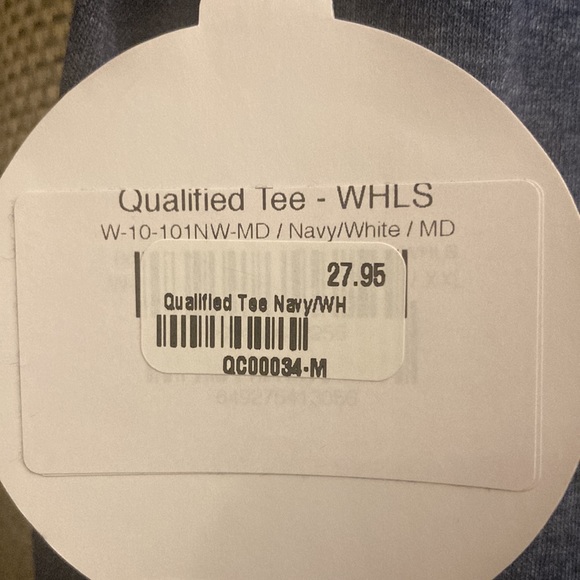 Qualified Tee - WHLS
W-10-101NW-MD / Navy/White / MD
27.95
Qualified Tee Navy/WH
QC00034-M